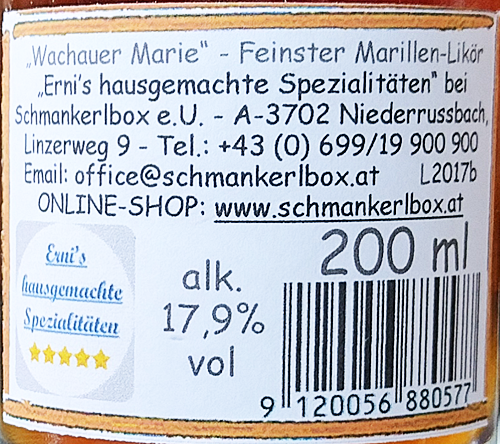 „Wachauer Marie" - Feinster Marillen-Likör
„Erni's hausgemachte Spezialitäten" bei
Schmankerlbox e.U. - A-3702 Niederrussbach,
Linzerweg 9 - Tel.: +43 (0) 699/19 900 900
Email: office@schmankerlbox.at L2017b
ONLINE-SHOP: www.schmankerlbox.at
Erni's
hausgemachte
Spezialitäten
alk.
17,9%
vol
200 ml
9 120056 880577